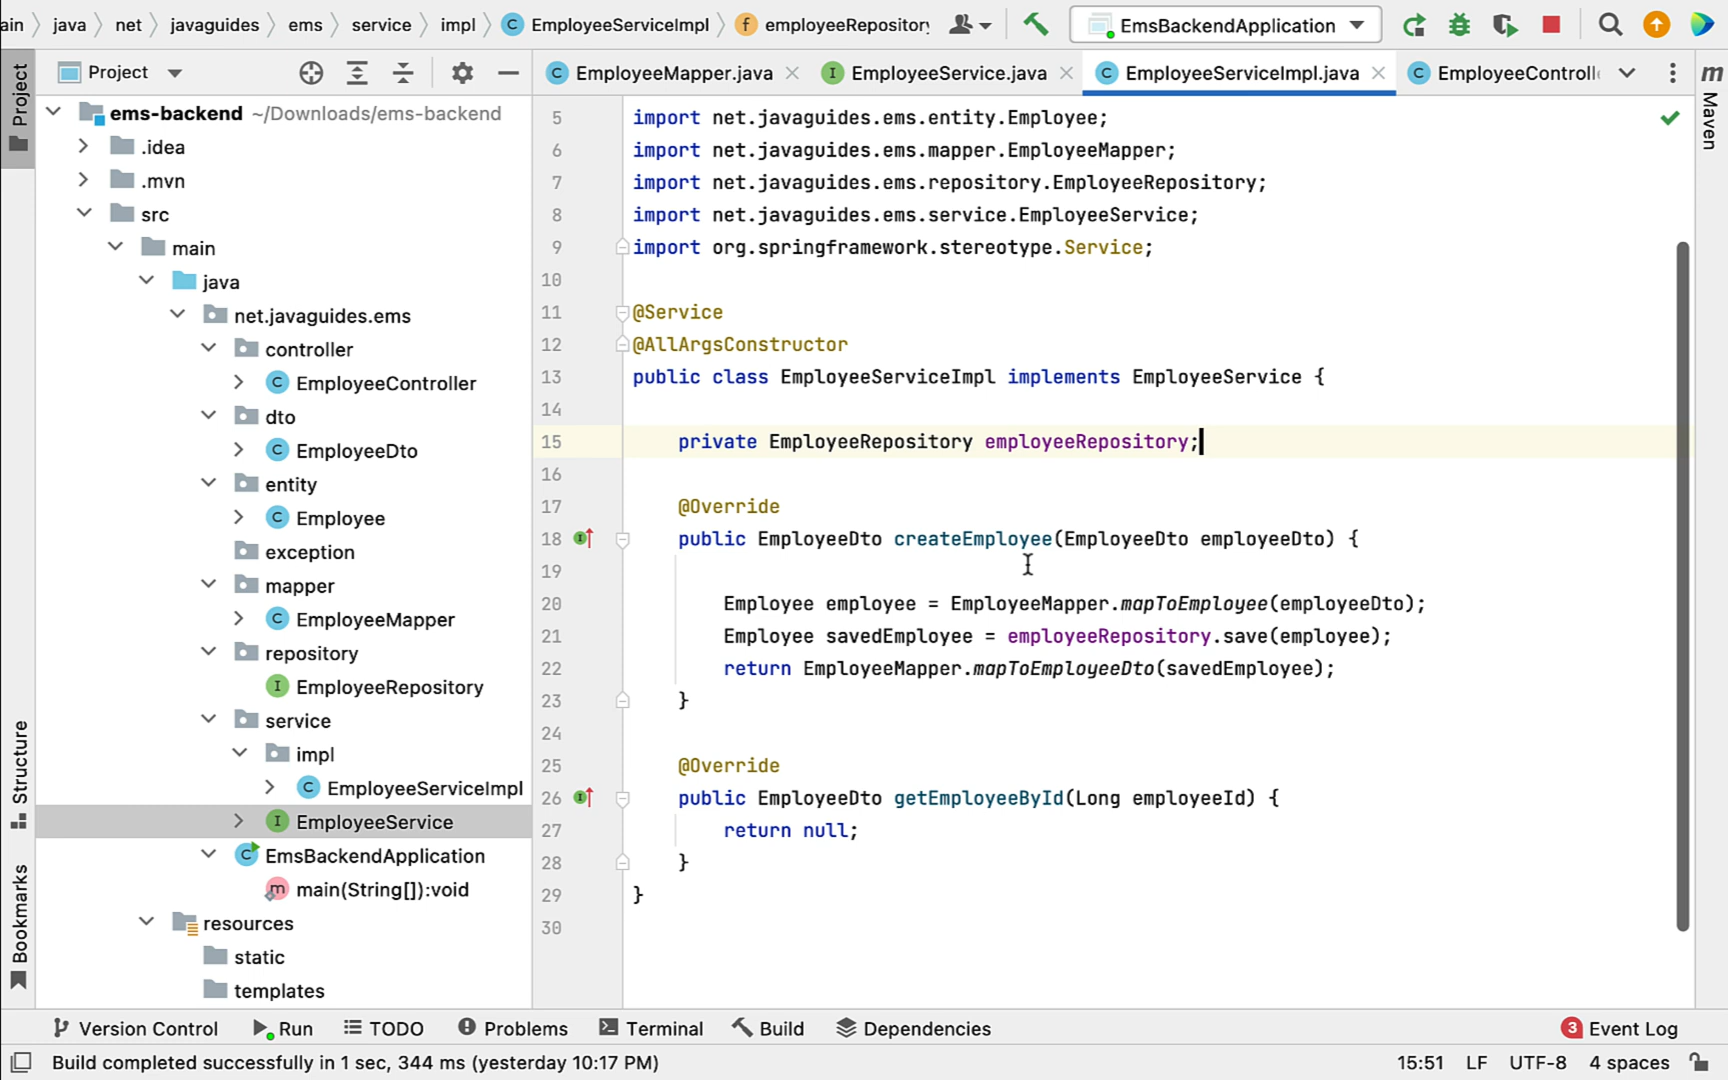 ain java net javaguides ems service impl EmployeeServiceImpl employeeRepository EmsBackendApplication
Project
EmployeeMapper.java EmployeeService.java EmployeeServiceImpl.java EmployeeControll
Project
Structure
Bookmarks
Maven
ems-backend ~/Downloads/ems-backend
.idea
.mvn
src
main
java
net.javaguides.ems
controller
EmployeeController
dto
EmployeeDto
entity
Employee
exception
mapper
EmployeeMapper
repository
EmployeeRepository
service
impl
EmployeeServiceImpl
EmployeeService
EmsBackendApplication
main(String[]):void
resources
static
templates
5 import net.javaguides.ems.entity.Employee;
6 import net.javaguides.ems.mapper.EmployeeMapper;
7 import net.javaguides.ems.repository.EmployeeRepository;
8 import net.javaguides.ems.service.EmployeeService;
9 import org.springframework.stereotype.Service;
10
11 @Service
12 @AllArgsConstructor
13 public class EmployeeServiceImpl implements EmployeeService {
14
15 private EmployeeRepository employeeRepository;
16
17 @Override
18 public EmployeeDto createEmployee(EmployeeDto employeeDto) {
19
20 Employee employee = EmployeeMapper.mapToEmployee(employeeDto);
21 Employee savedEmployee = employeeRepository.save(employee);
22 return EmployeeMapper.mapToEmployeeDto(savedEmployee);
23 }
24
25 @Override
26 public EmployeeDto getEmployeeById(Long employeeId) {
27 return null;
28 }
29 }
30
Version Control Run TODO Problems Terminal Build Dependencies 3 Event Log
Build completed successfully in 1 sec, 344 ms (yesterday 10:17 PM) 15:51 LF UTF-8 4 spaces